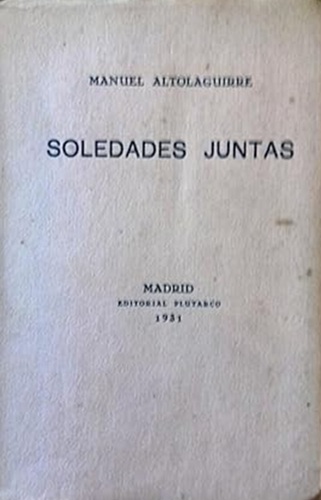 MANUEL ALTOLAGUIRRE
SOLEDADES JUNTAS
MADRID
EDITORIAL PLUTARCO
1931